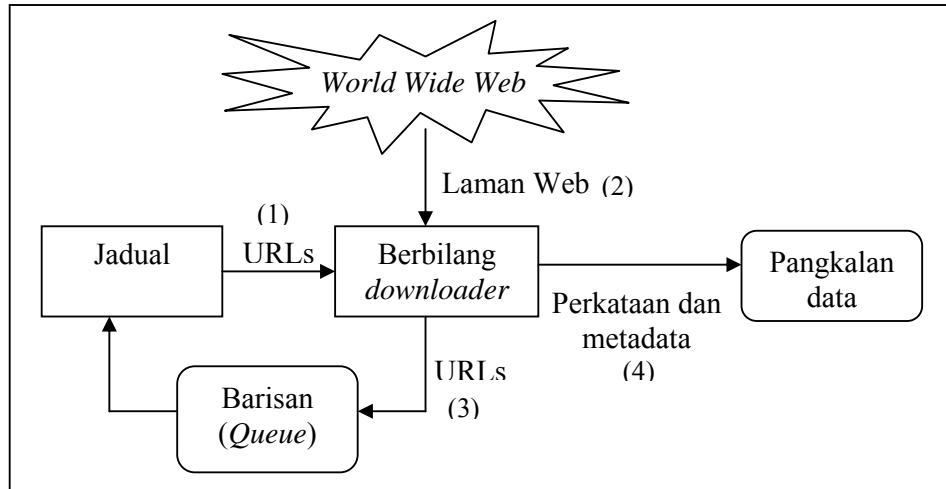 World Wide Web
Laman Web (2)
(1)
URLs
Jadual
Berbilang
downloader
Pangkalan
data
Perkataan dan
metadata
(4)
URLs
(3)
Barisan
(Queue)